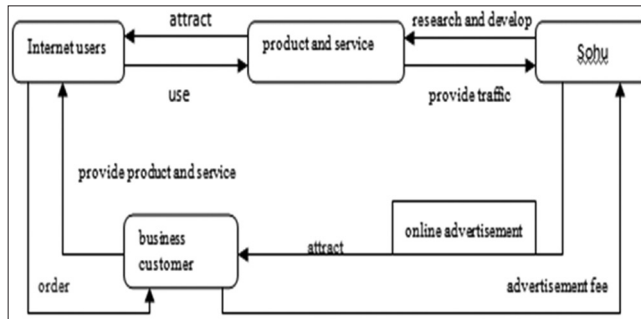 attract
research and develop
Internet users
product and service
Sohu
use
provide traffic
provide product and service
business
customer
online advertisement
attract
order
advertisement fee